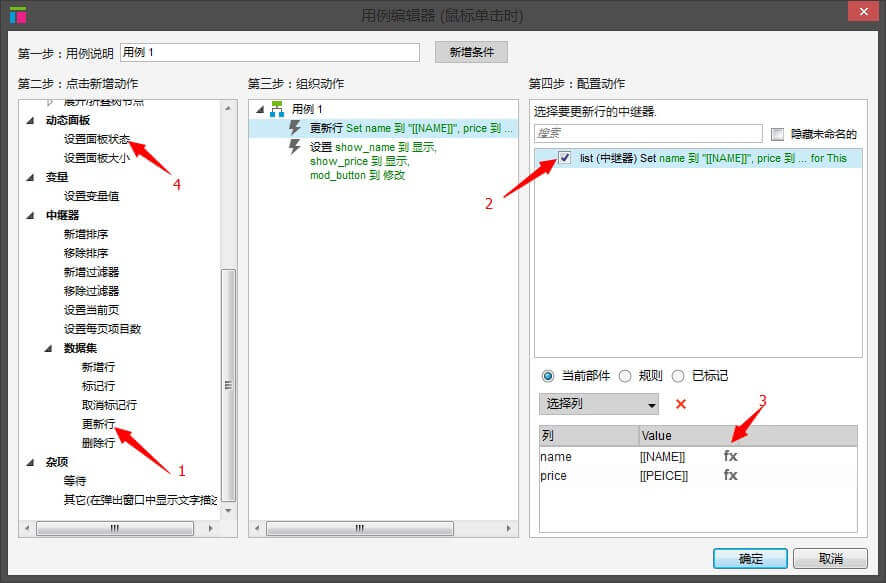 用例编辑器 (鼠标单击时)
第一步：用例说明 用例 1 新增条件
第二步：点击新增动作
展开/折叠树节点
动态面板
设置面板状态
设置面板大小
4
变量
设置变量值
中继器
新增排序
移除排序
新增过滤器
移除过滤器
设置当前页
设置每页项目数
数据集
新增行
标记行
取消标记行
更新行
删除行
1
杂项
等待
其它(在弹出窗口中显示文字描述
第三步：组织动作
用例 1
更新行 Set name 到 "[[NAME]]", price 到 ...
设置 show_name 到 显示,
show_price 到 显示,
mod_button 到 修改
第四步：配置动作
选择要更新行的中继器.
搜索 隐藏未命名的
list (中继器) Set name 到 "[[NAME]]", price 到 ... for This
2
当前部件 规则 已标记
选择列
3
列 Value
name [[NAME]] fx
price [[PEICE]] fx
确定 取消